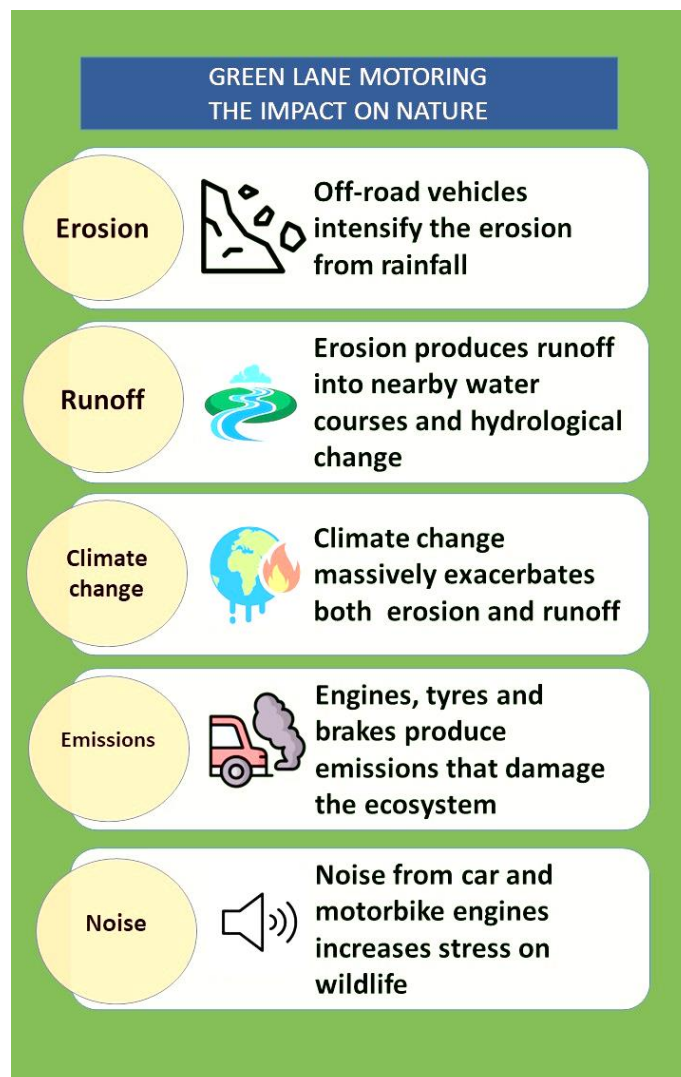 GREEN LANE MOTORING
THE IMPACT ON NATURE
Erosion
Off-road vehicles
intensify the erosion
from rainfall
Runoff
Erosion produces runoff
into nearby water
courses and hydrological
change
Climate
change
Climate change
massively exacerbates
both erosion and runoff
Emissions
Engines, tyres and
brakes produce
emissions that damage
the ecosystem
Noise
Noise from car and
motorbike engines
increases stress on
wildlife